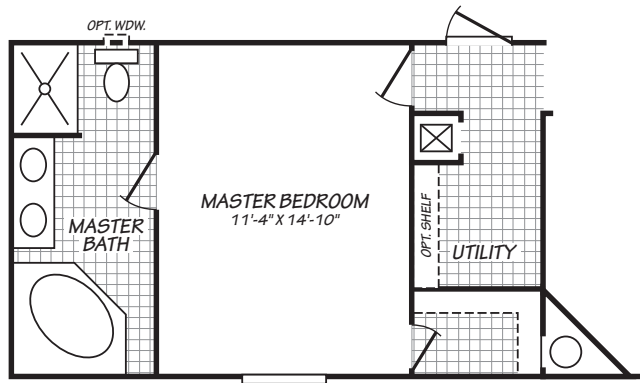 OPT. WDW.
MASTER BEDROOM
11'-4" X 14'-10"
MASTER
BATH
OPT. SHELF
UTILITY